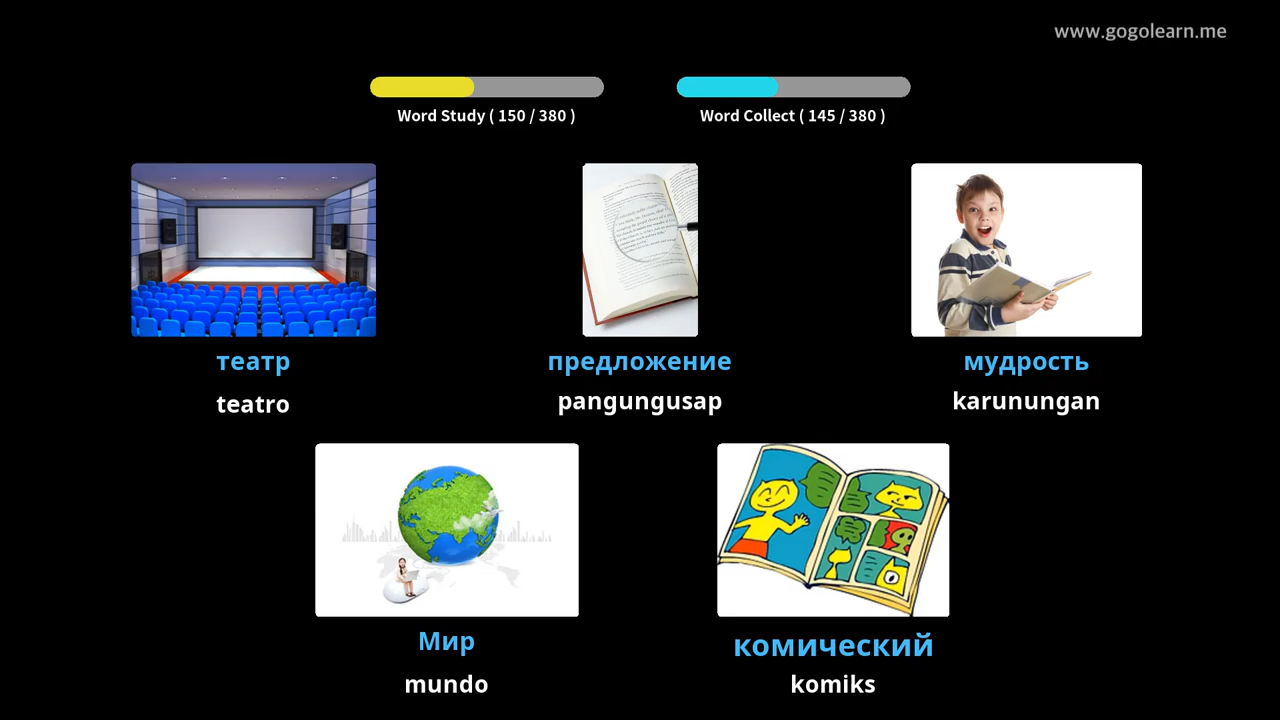 www.gogolearn.me
Word Study ( 150 / 380 )
Word Collect ( 145 / 380 )
театр
предложение
мудрость
teatro
pangungusap
karunungan
Мир
комический
mundo
komiks